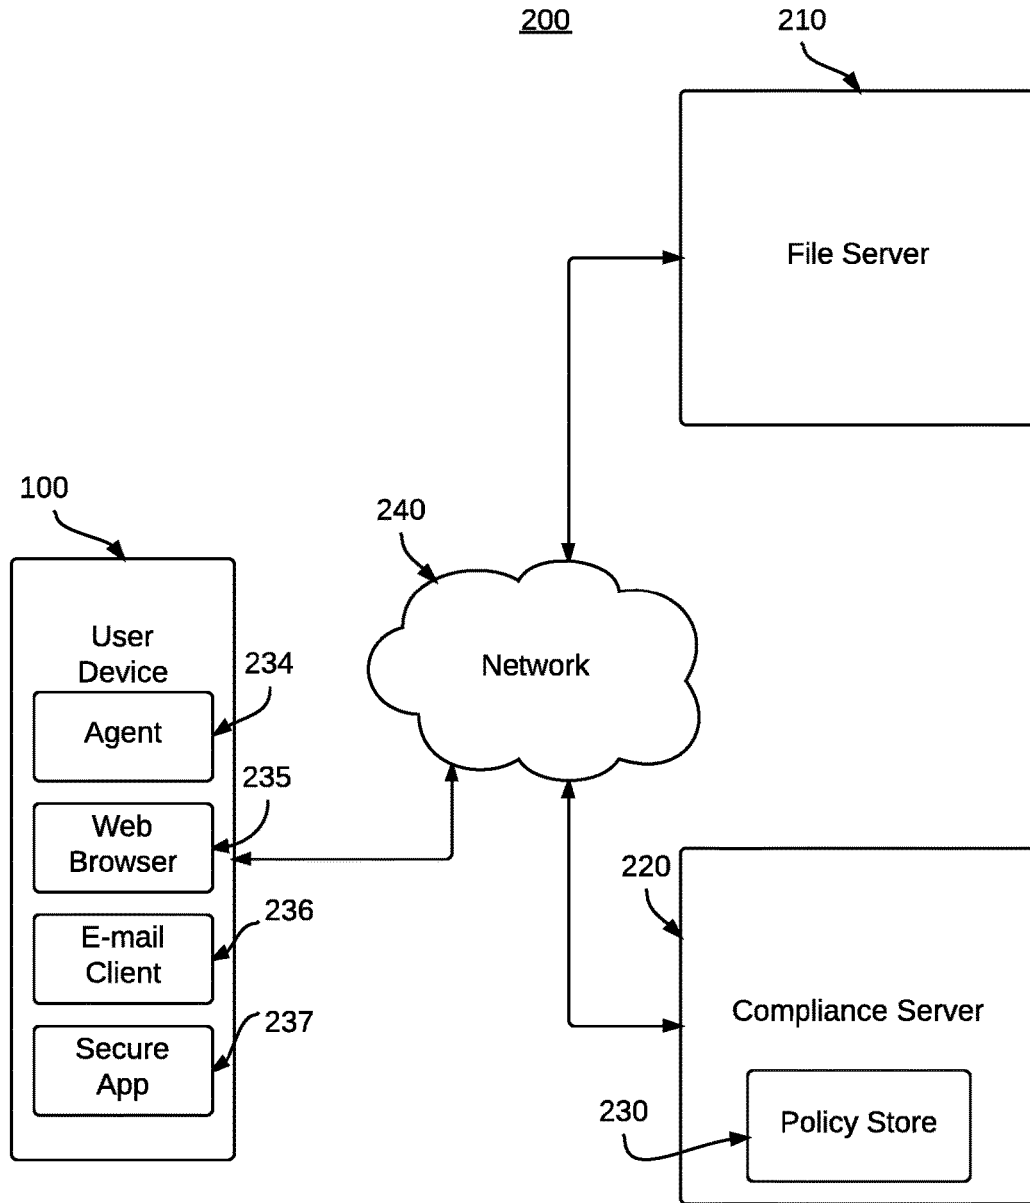 200
210
File Server
100
240
User
Device
234
Agent
Network
235
Web
Browser
220
236
E-mail
Client
237
Secure
App
Compliance Server
230
Policy Store